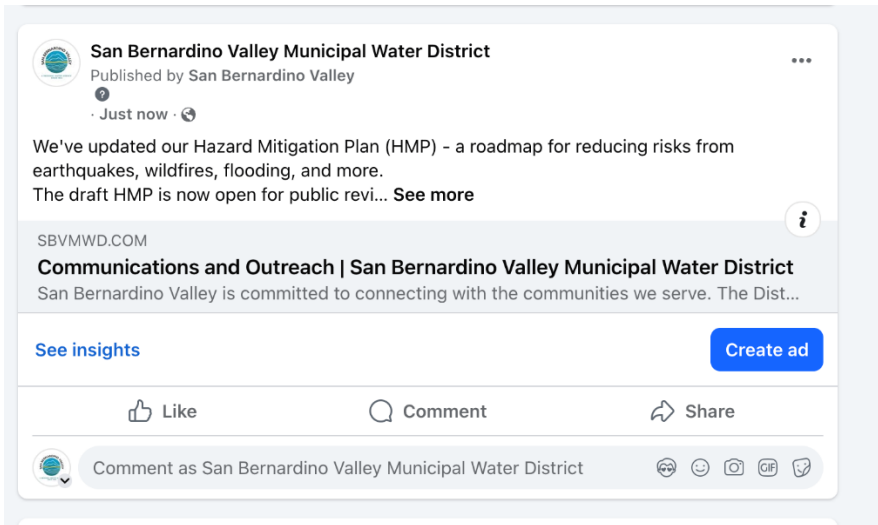 San Bernardino Valley Municipal Water District
Published by San Bernardino Valley
?
· Just now ·
We've updated our Hazard Mitigation Plan (HMP) - a roadmap for reducing risks from
earthquakes, wildfires, flooding, and more.
The draft HMP is now open for public revi... See more
i
SBVMWD.COM
Communications and Outreach | San Bernardino Valley Municipal Water District
San Bernardino Valley is committed to connecting with the communities we serve. The Dist...
See insights
Create ad
Like
Comment
Share
Comment as San Bernardino Valley Municipal Water District
GIF